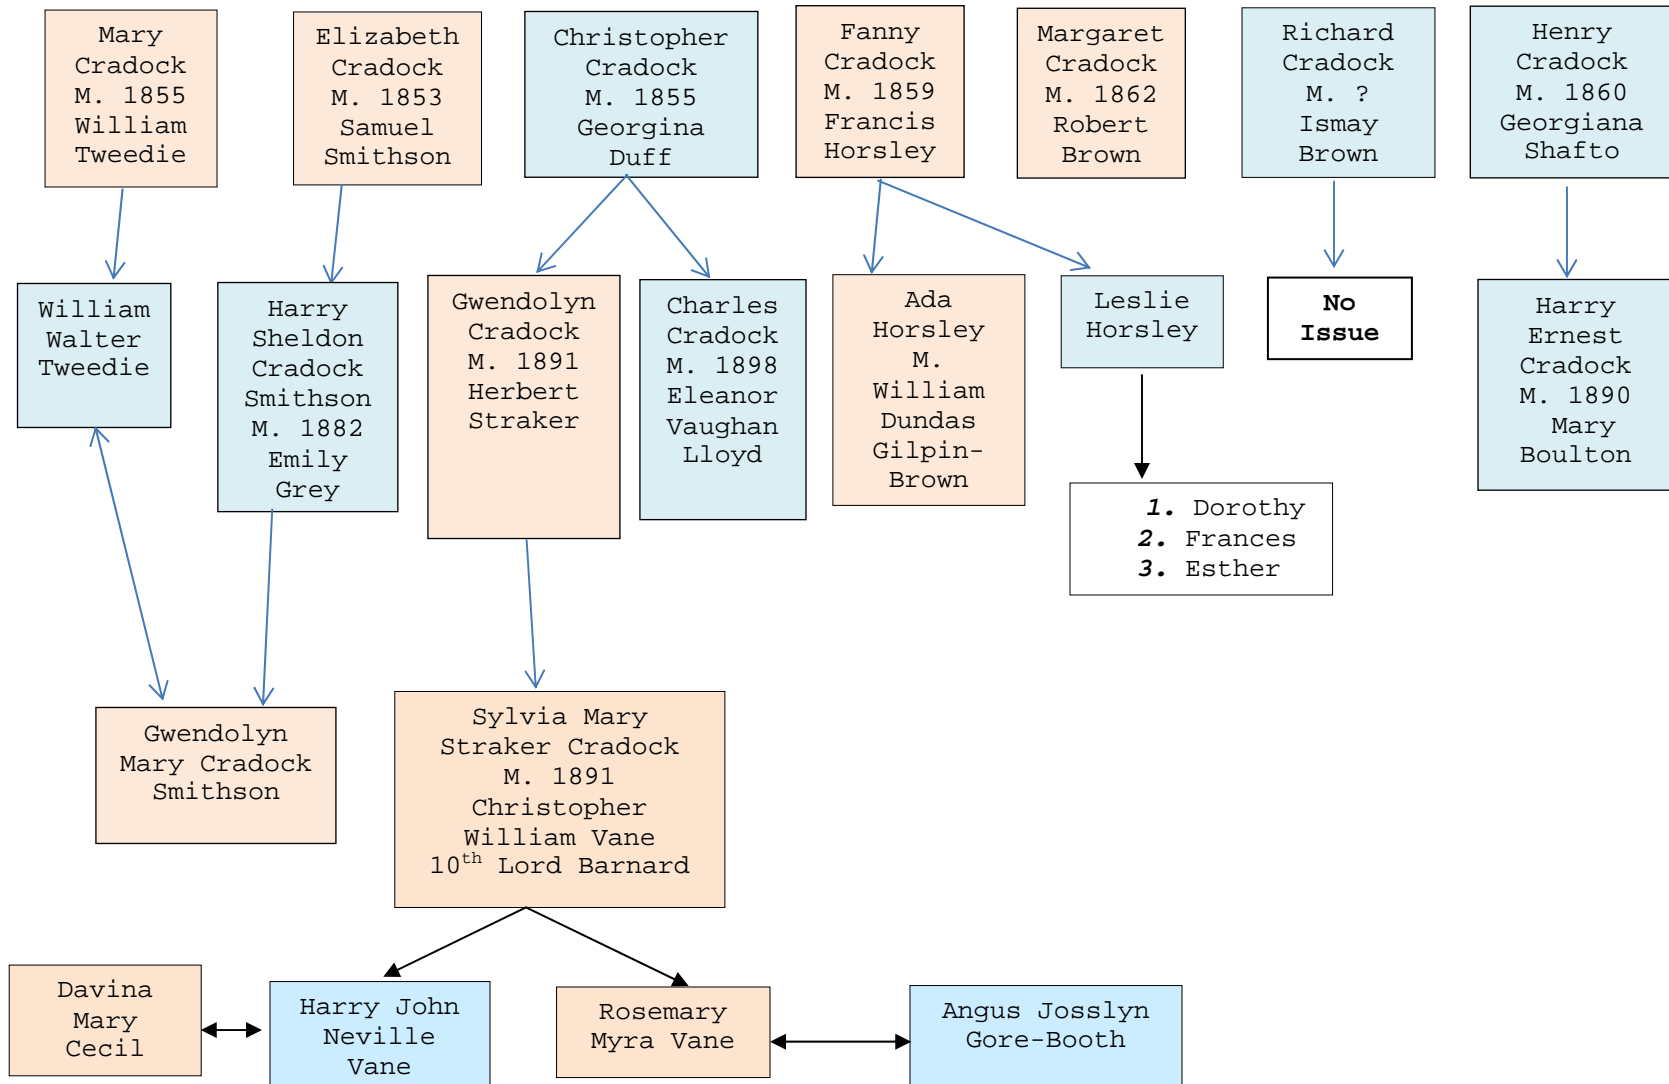 Mary
Cradock
M. 1855
William
Tweedie
Elizabeth
Cradock
M. 1853
Samuel
Smithson
Christopher
Cradock
M. 1855
Georgina
Duff
Fanny
Cradock
M. 1859
Francis
Horsley
Margaret
Cradock
M. 1862
Robert
Brown
Richard
Cradock
M. ?
Ismay
Brown
Henry
Cradock
M. 1860
Georgiana
Shafto
William
Walter
Tweedie
Harry
Sheldon
Cradock
Smithson
M. 1882
Emily
Grey
Gwendolyn
Cradock
M. 1891
Herbert
Straker
Charles
Cradock
M. 1898
Eleanor
Vaughan
Lloyd
Ada
Horsley
M.
William
Dundas
Gilpin-
Brown
Leslie
Horsley
No
Issue
Harry
Ernest
Cradock
M. 1890
Mary
Boulton
1. Dorothy
2. Frances
3. Esther
Gwendolyn
Mary Cradock
Smithson
Sylvia Mary
Straker Cradock
M. 1891
Christopher
William Vane
10th Lord Barnard
Davina
Mary
Cecil
Harry John
Neville
Vane
Rosemary
Myra Vane
Angus Josslyn
Gore-Booth